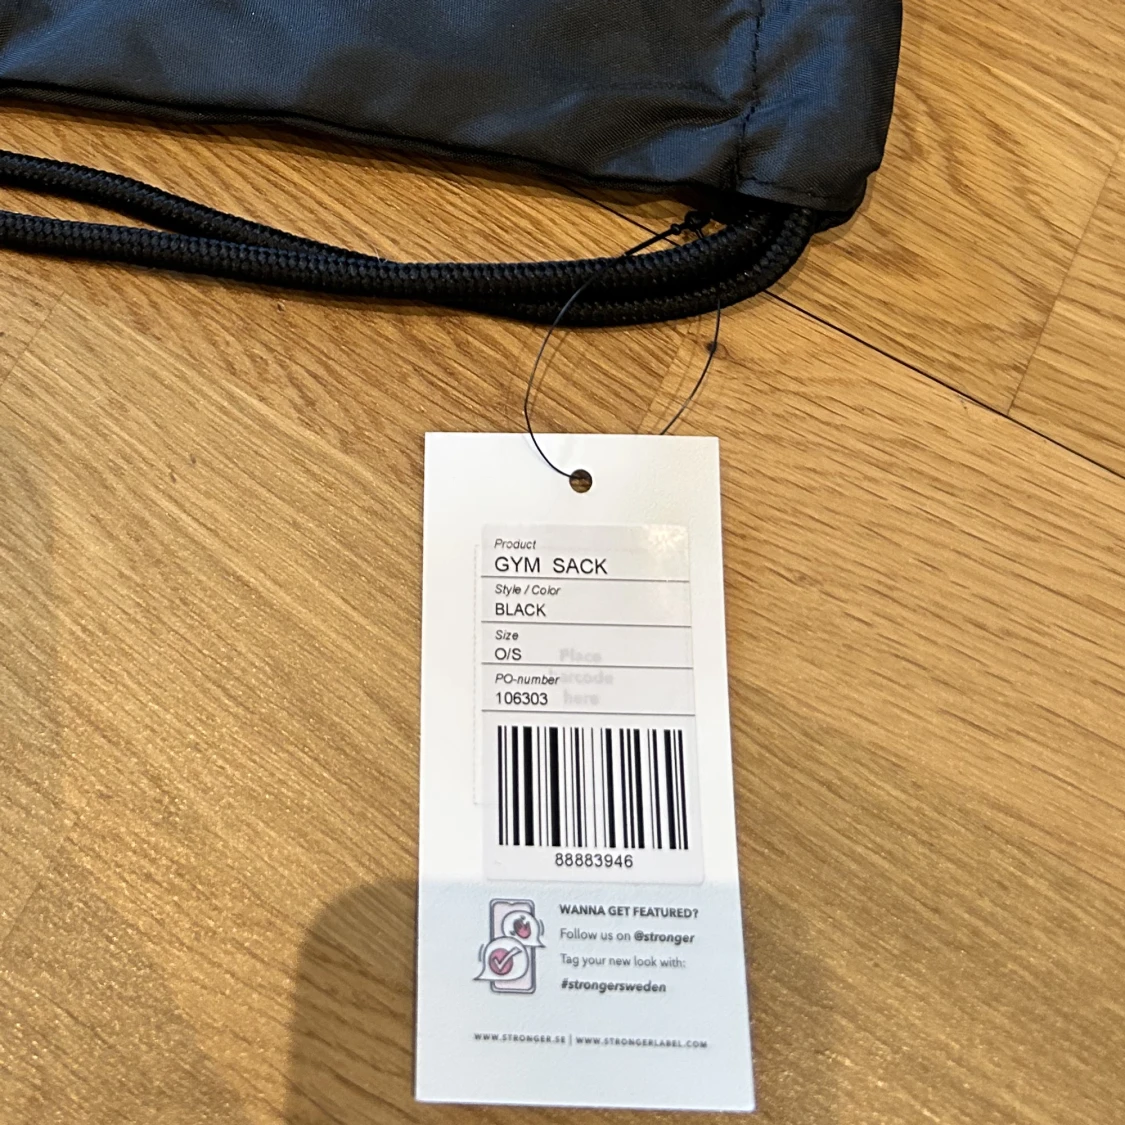 Product
GYM SACK
Style / Color
BLACK
Size
O/S
Place
barcode
here
PO-number
106303
88883946
WANNA GET FEATURED?
Follow us on @stronger
Tag your new look with:
#strongersweden
WWW.STRONGER.SE | WWW.STRONGERLABEL.COM